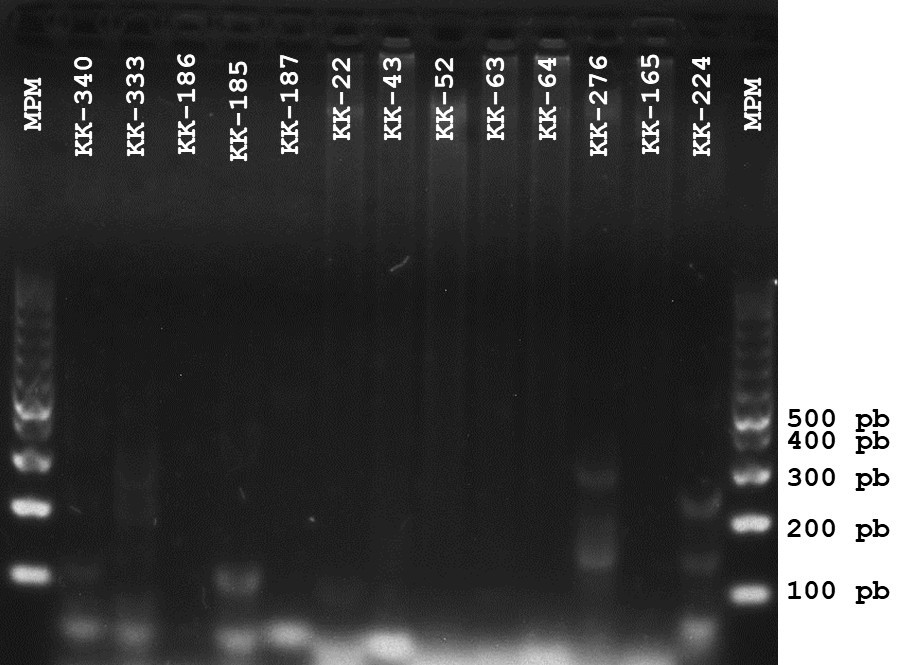 MPM
KK-340
KK-333
KK-186
KK-185
KK-187
KK-22
KK-43
KK-52
KK-63
KK-64
KK-276
KK-165
KK-224
MPM
500 pb
400 pb
300 pb
200 pb
100 pb